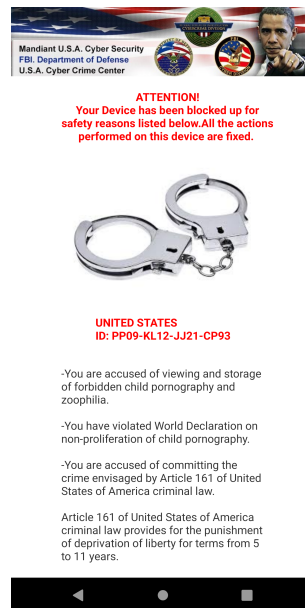 Mandiant U.S.A. Cyber Security
FBI. Department of Defense
U.S.A. Cyber Crime Center
ATTENTION!
Your Device has been blocked up for
safety reasons listed below.All the actions
performed on this device are fixed.
UNITED STATES
ID: PP09-KL12-JJ21-CP93
-You are accused of viewing and storage
of forbidden child pornography and
zoophilia.
-You have violated World Declaration on
non-proliferation of child pornography.
-You are accused of committing the
crime envisaged by Article 161 of United
States of America criminal law.
Article 161 of United States of America
criminal law provides for the punishment
of deprivation of liberty for terms from 5
to 11 years.